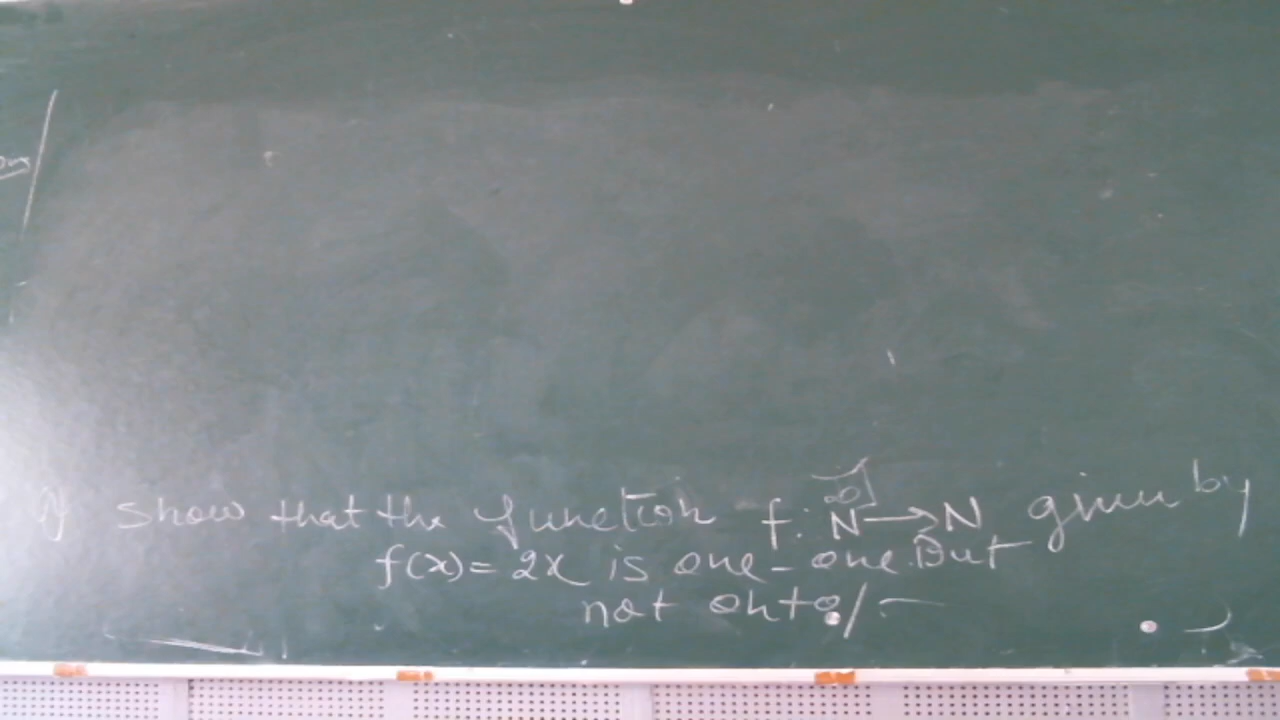 show that the function f: N→N given by
f(x) = 2x is one-one. But
not onto/-